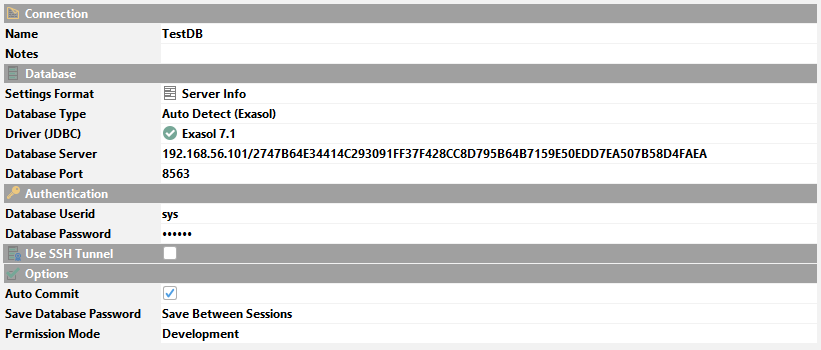 Connection
Name TestDB
Notes
Database
Settings Format Server Info
Database Type Auto Detect (Exasol)
Driver (JDBC) Exasol 7.1
Database Server 192.168.56.101/2747B64E34414C293091FF37F428CC8D795B64B7159E50EDD7EA507B58D4FAEA
Database Port 8563
Authentication
Database Userid sys
Database Password ••••••
Use SSH Tunnel
Options
Auto Commit
Save Database Password Save Between Sessions
Permission Mode Development